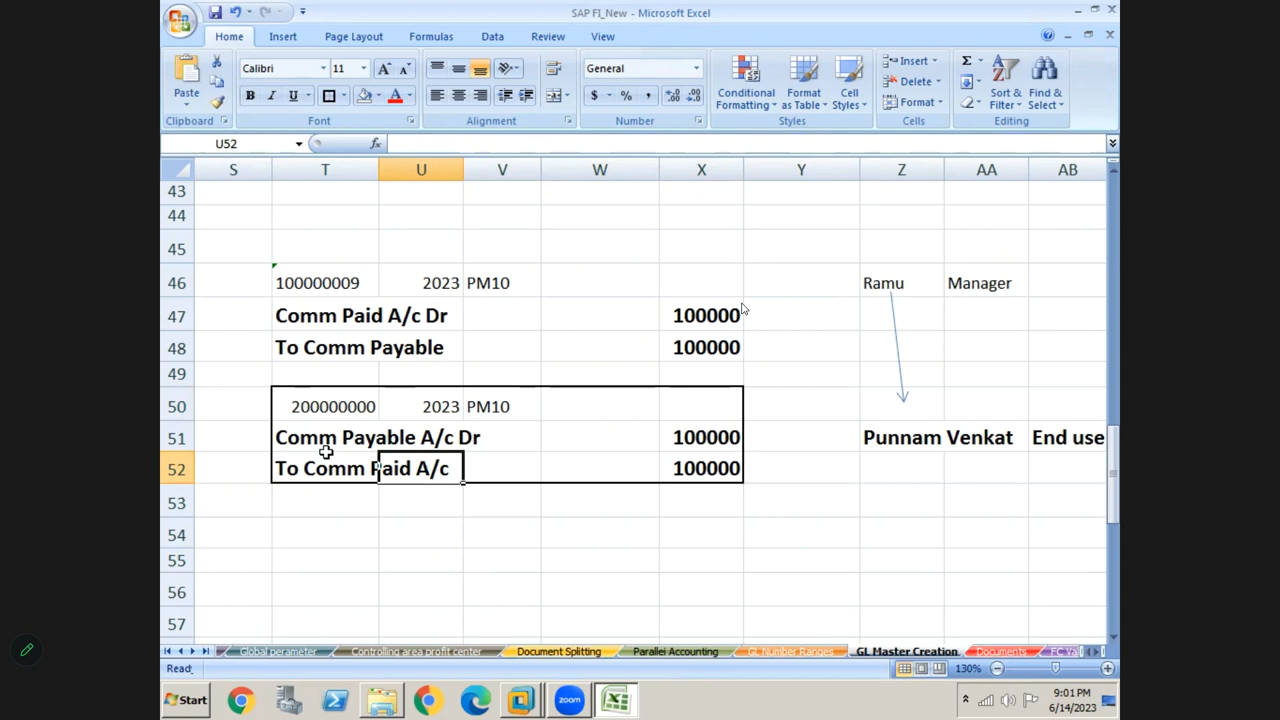 SAP FI_New - Microsoft Excel
Home Insert Page Layout Formulas Data Review View
Paste
Clipboard
Calibri 11 A A
B I U A
Font
Alignment
General
$ % ,
Number
Conditional Formatting
Format as Table
Cell Styles
Styles
Insert
Delete
Format
Cells
Σ
Sort & Filter
Find & Select
Editing
U52 fx
S T U V W X Y Z AA AB
43
44
45
46 100000009 2023 PM10 Ramu Manager
47 Comm Paid A/c Dr 100000
48 To Comm Payable 100000
49
50 200000000 2023 PM10
51 Comm Payable A/c Dr 100000 Punnam Venkat End use
52 To Comm Paid A/c 100000
53
54
55
56
57
Global perameter Controlling area profit center Document Splitting Parallel Accounting GL Number Ranges GL Master Creation Documents FC Va
Ready 130%
Start zoom 9:01 PM
6/14/2023